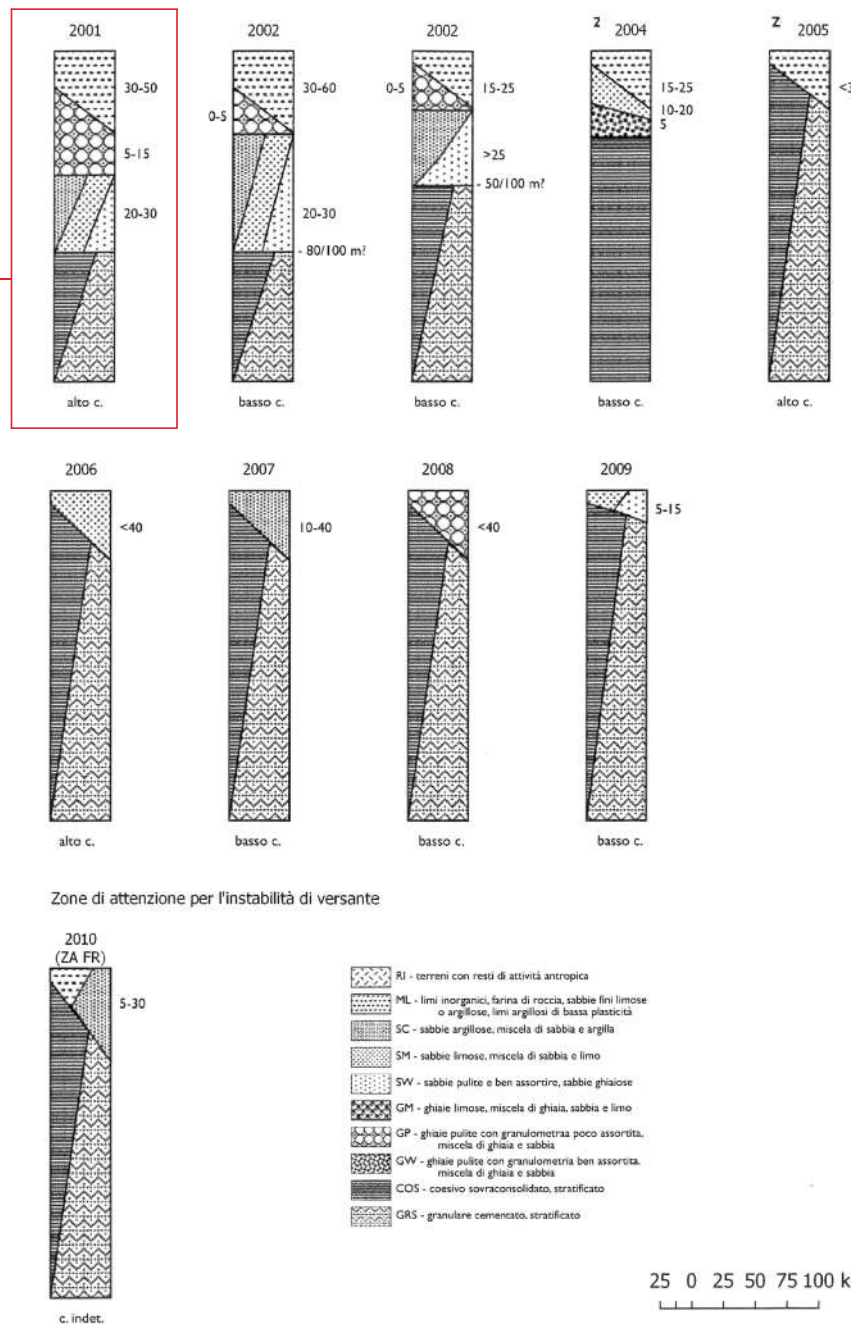 2001
2002
2002
Z 2004
Z 2005
30-50
5-15
20-30
alto c.
30-60
0-5
20-30
- 80/100 m?
basso c.
0-5
15-25
>25
- 50/100 m?
basso c.
15-25
10-20
5
basso c.
<3
alto c.
2006
2007
2008
2009
<40
10-40
<40
5-15
alto c.
basso c.
basso c.
basso c.
Zone di attenzione per l'instabilità di versante
2010
(ZA FR)
5-30
c. indet.
RI - terreni con resti di attività antropica
ML - limi inorganici, farina di roccia, sabbie fini limose
o argillose, limi argillosi di bassa plasticità
SC - sabbie argillose, miscela di sabbia e argilla
SM - sabbie limose, miscela di sabbia e limo
SW - sabbie pulite e ben assortire, sabbie ghiaiose
GM - ghiaie limose, miscela di ghiaia, sabbia e limo
GP - ghiaie pulite con granulometraa poco assortita,
miscela di ghiaia e sabbia
GW - ghiaie pulite con granulometria ben assortita,
miscela di ghiaia e sabbia
COS - coesivo sovraconsolidato, stratificato
GRS - granulare cementato, stratificato
25 0 25 50 75 100 k